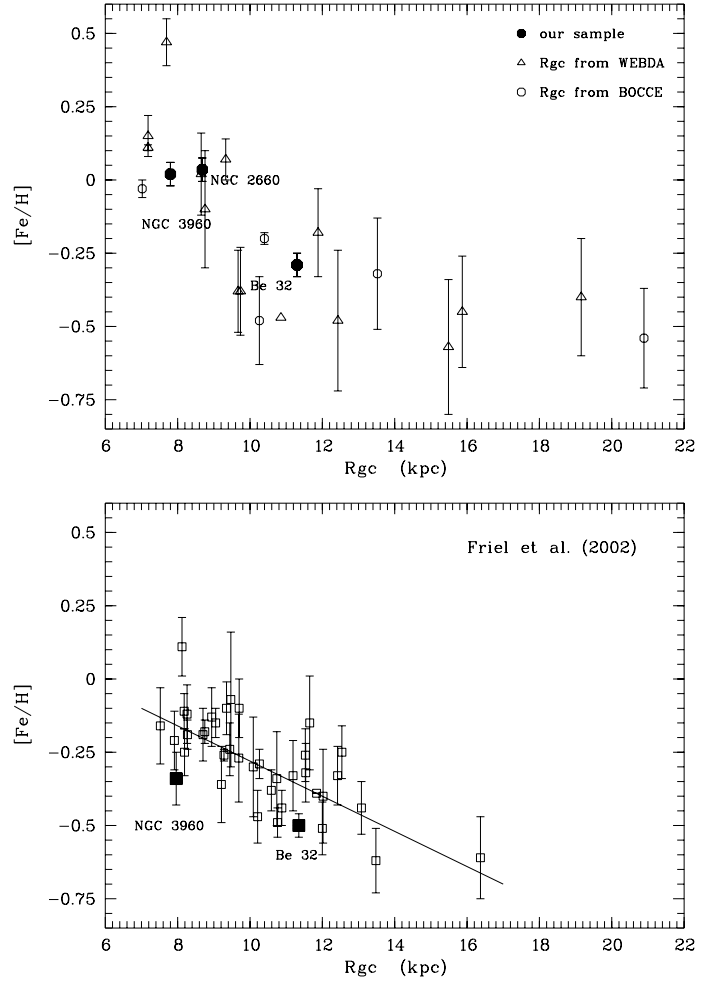 0.5
our sample
Rgc from WEBDA
Rgc from BOCCE
0.25
0
NGC 2660
NGC 3960
[Fe/H]
−0.25
Be 32
−0.5
−0.75
6 8 10 12 14 16 18 20 22
Rgc (kpc)
0.5
Friel et al. (2002)
0.25
0
[Fe/H]
−0.25
−0.5
NGC 3960
Be 32
−0.75
6 8 10 12 14 16 18 20 22
Rgc (kpc)